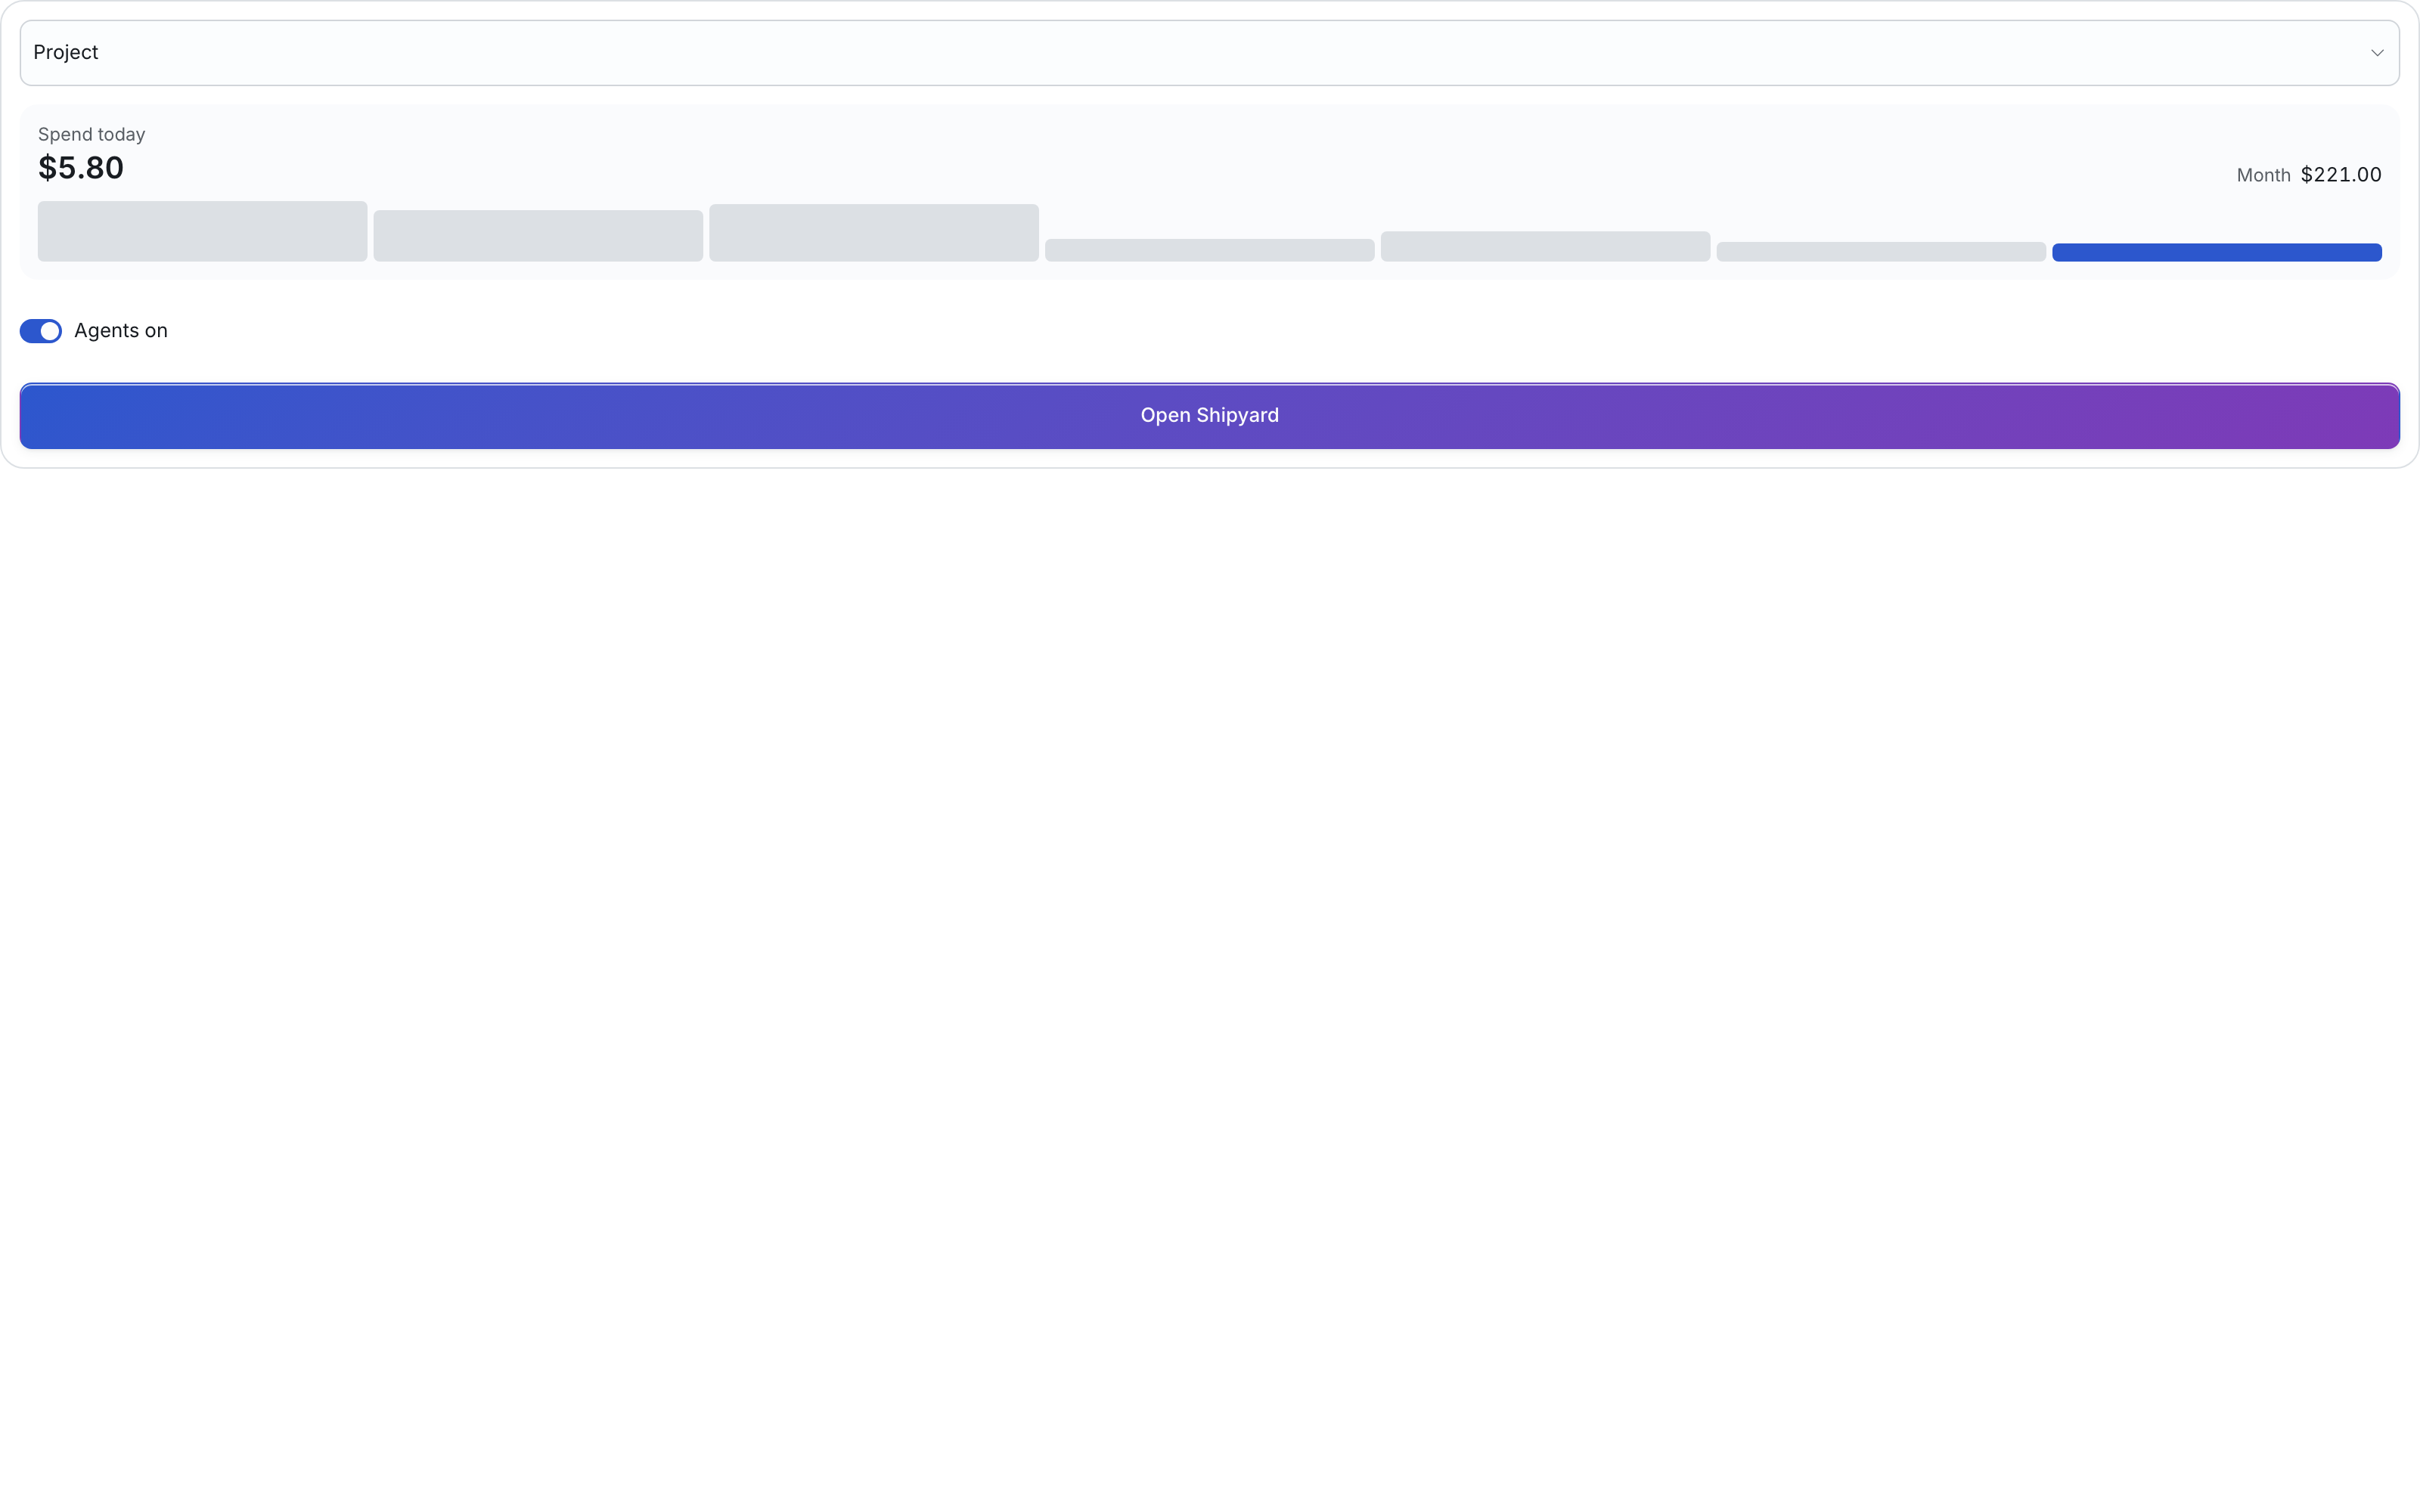 Project
Spend today
$5.80
Month $221.00
Agents on
Open Shipyard